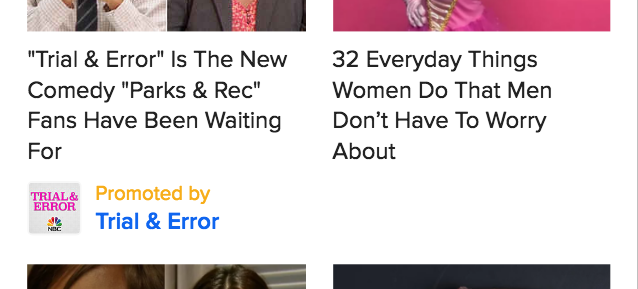 "Trial & Error" Is The New
Comedy "Parks & Rec"
Fans Have Been Waiting
For
TRIAL &
ERROR
NBC
Promoted by
Trial & Error
32 Everyday Things
Women Do That Men
Don’t Have To Worry
About